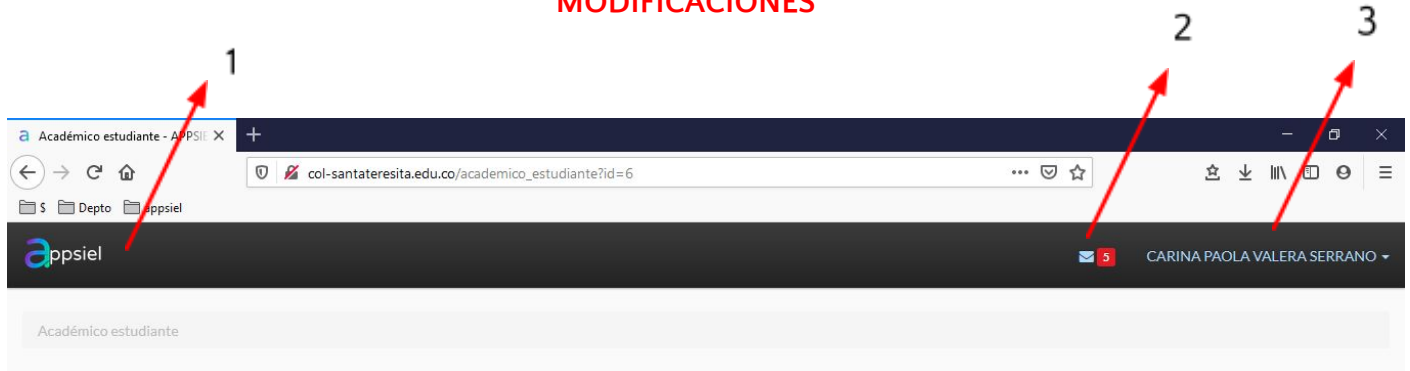 MODIFICACIONES
1
2
3
a Académico estudiante - APPSIE
col-santateresita.edu.co/academico_estudiante?id=6
$ Depto appsiel
appsiel
5 CARINA PAOLA VALERA SERRANO
Académico estudiante